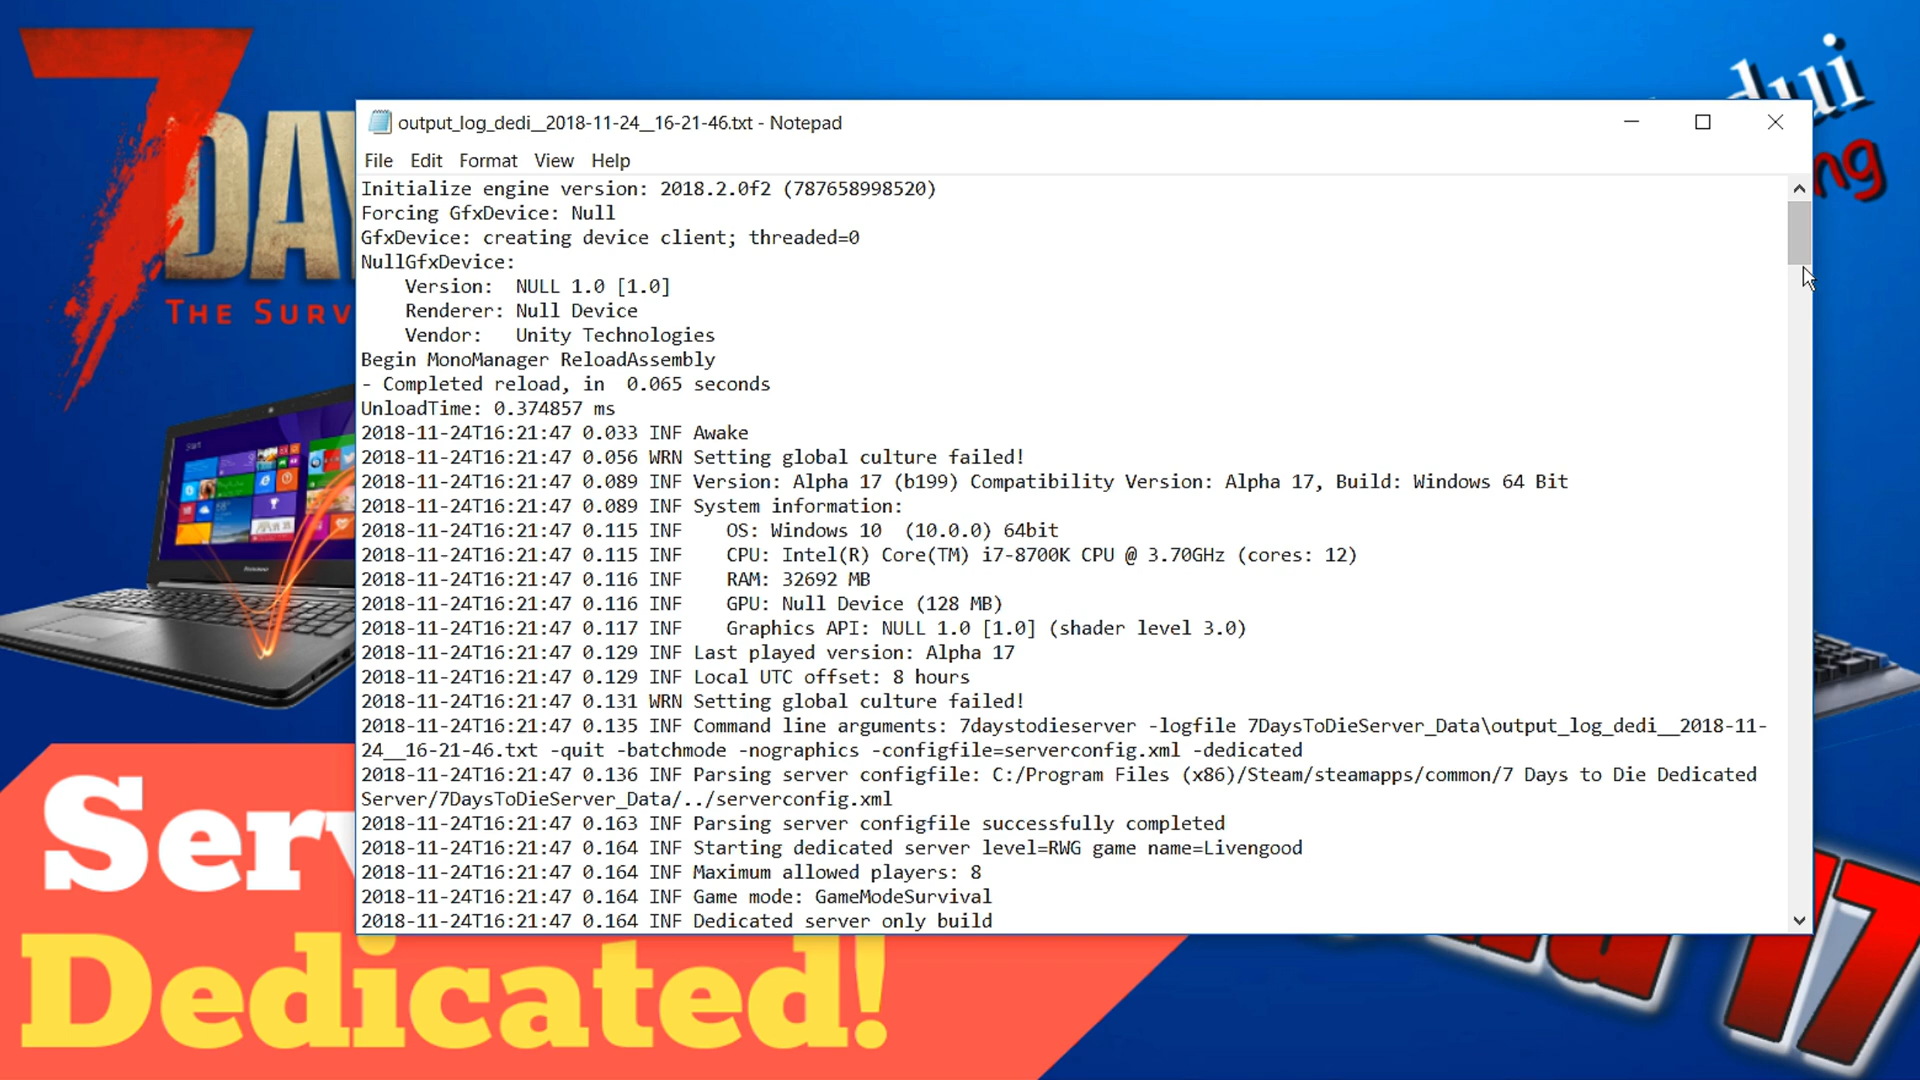 7
DAY
THE SURV
dui
ng
output_log_dedi__2018-11-24__16-21-46.txt - Notepad
File Edit Format View Help
Initialize engine version: 2018.2.0f2 (787658998520)
Forcing GfxDevice: Null
GfxDevice: creating device client; threaded=0
NullGfxDevice:
Version: NULL 1.0 [1.0]
Renderer: Null Device
Vendor: Unity Technologies
Begin MonoManager ReloadAssembly
- Completed reload, in 0.065 seconds
UnloadTime: 0.374857 ms
2018-11-24T16:21:47 0.033 INF Awake
2018-11-24T16:21:47 0.056 WRN Setting global culture failed!
2018-11-24T16:21:47 0.089 INF Version: Alpha 17 (b199) Compatibility Version: Alpha 17, Build: Windows 64 Bit
2018-11-24T16:21:47 0.089 INF System information:
2018-11-24T16:21:47 0.115 INF OS: Windows 10 (10.0.0) 64bit
2018-11-24T16:21:47 0.115 INF CPU: Intel(R) Core(TM) i7-8700K CPU @ 3.70GHz (cores: 12)
2018-11-24T16:21:47 0.116 INF RAM: 32692 MB
2018-11-24T16:21:47 0.116 INF GPU: Null Device (128 MB)
2018-11-24T16:21:47 0.117 INF Graphics API: NULL 1.0 [1.0] (shader level 3.0)
2018-11-24T16:21:47 0.129 INF Last played version: Alpha 17
2018-11-24T16:21:47 0.129 INF Local UTC offset: 8 hours
2018-11-24T16:21:47 0.131 WRN Setting global culture failed!
2018-11-24T16:21:47 0.135 INF Command line arguments: 7daystodieserver -logfile 7DaysToDieServer_Data\output_log_dedi__2018-11-
24__16-21-46.txt -quit -batchmode -nographics -configfile=serverconfig.xml -dedicated
2018-11-24T16:21:47 0.136 INF Parsing server configfile: C:/Program Files (x86)/Steam/steamapps/common/7 Days to Die Dedicated
Server/7DaysToDieServer_Data/../serverconfig.xml
2018-11-24T16:21:47 0.163 INF Parsing server configfile successfully completed
2018-11-24T16:21:47 0.164 INF Starting dedicated server level=RWG game name=Livengood
2018-11-24T16:21:47 0.164 INF Maximum allowed players: 8
2018-11-24T16:21:47 0.164 INF Game mode: GameModeSurvival
2018-11-24T16:21:47 0.164 INF Dedicated server only build
Serv
Dedicated!
17